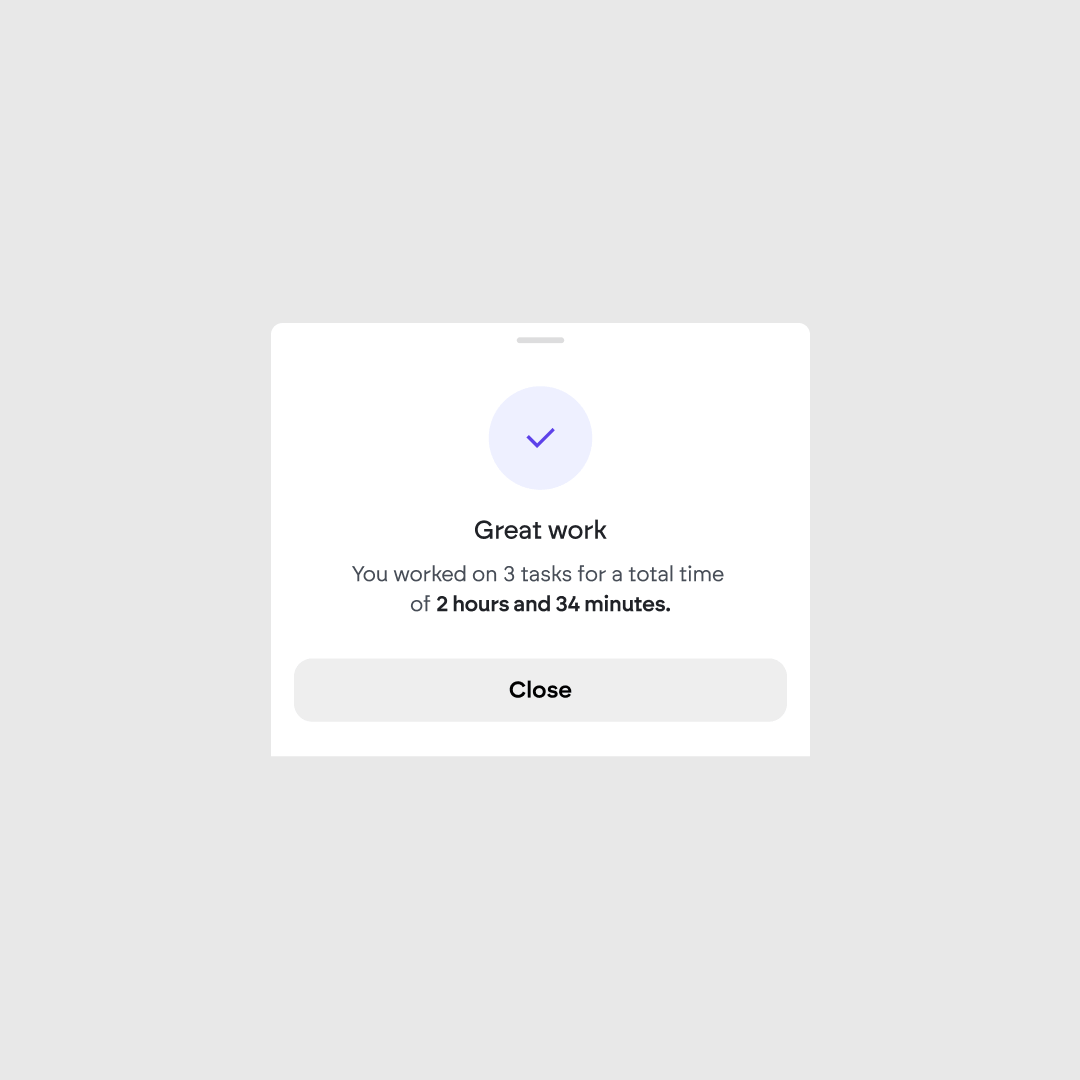 Great work
You worked on 3 tasks for a total time
of 2 hours and 34 minutes.
Close